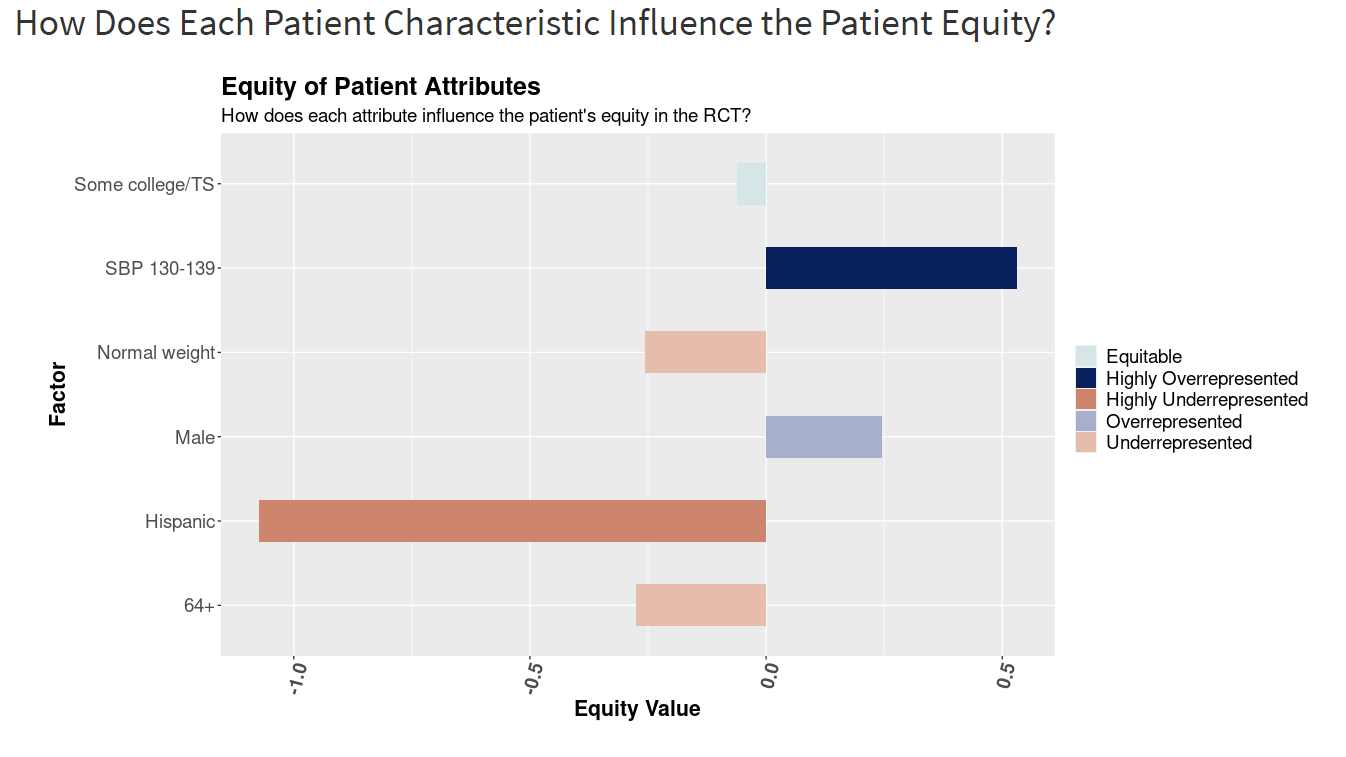 How Does Each Patient Characteristic Influence the Patient Equity?
Equity of Patient Attributes
How does each attribute influence the patient's equity in the RCT?
Some college/TS
SBP 130-139
Normal weight
Male
Hispanic
64+
Factor
-1.0
-0.5
0.0
0.5
Equity Value
Equitable
Highly Overrepresented
Highly Underrepresented
Overrepresented
Underrepresented